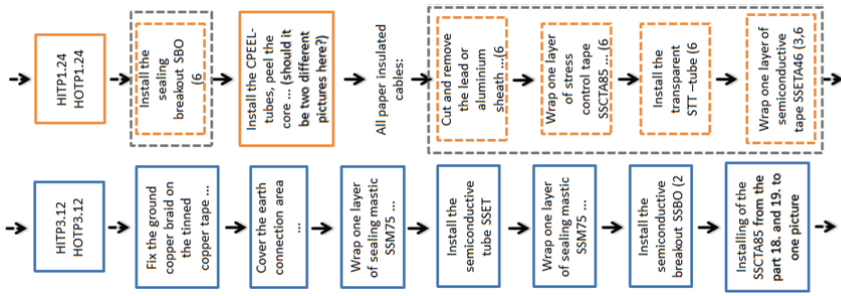 HITP1.24
HOTP1.24
Install the
sealing
breakout SBO
(6
Install the CPEEL-
tubes, peel the
core ... (should it
be two different
pictures here?)
All paper insulated
cables:
Cut and remove
the lead or
aluminium
sheath ...(6
Wrap one layer
of stress
control tape
SSCTA85 ... (6
Install the
transparent
STT –tube (6
Wrap one layer of
semiconductive
tape SSETA46 (3,6
HITP3.12
HOTP3.12
Fix the ground
copper braid on
the tinned
copper tape ...
Cover the earth
connection area
...
Wrap one layer
of sealing mastic
SSM75 ...
Install the
semiconductive
tube SSET
Wrap one layer
of sealing mastic
SSM75 ...
Install the
semiconductive
breakout SSBO (2
Installing of the
SSCTA85 from the
part 18. and 19. to
one picture